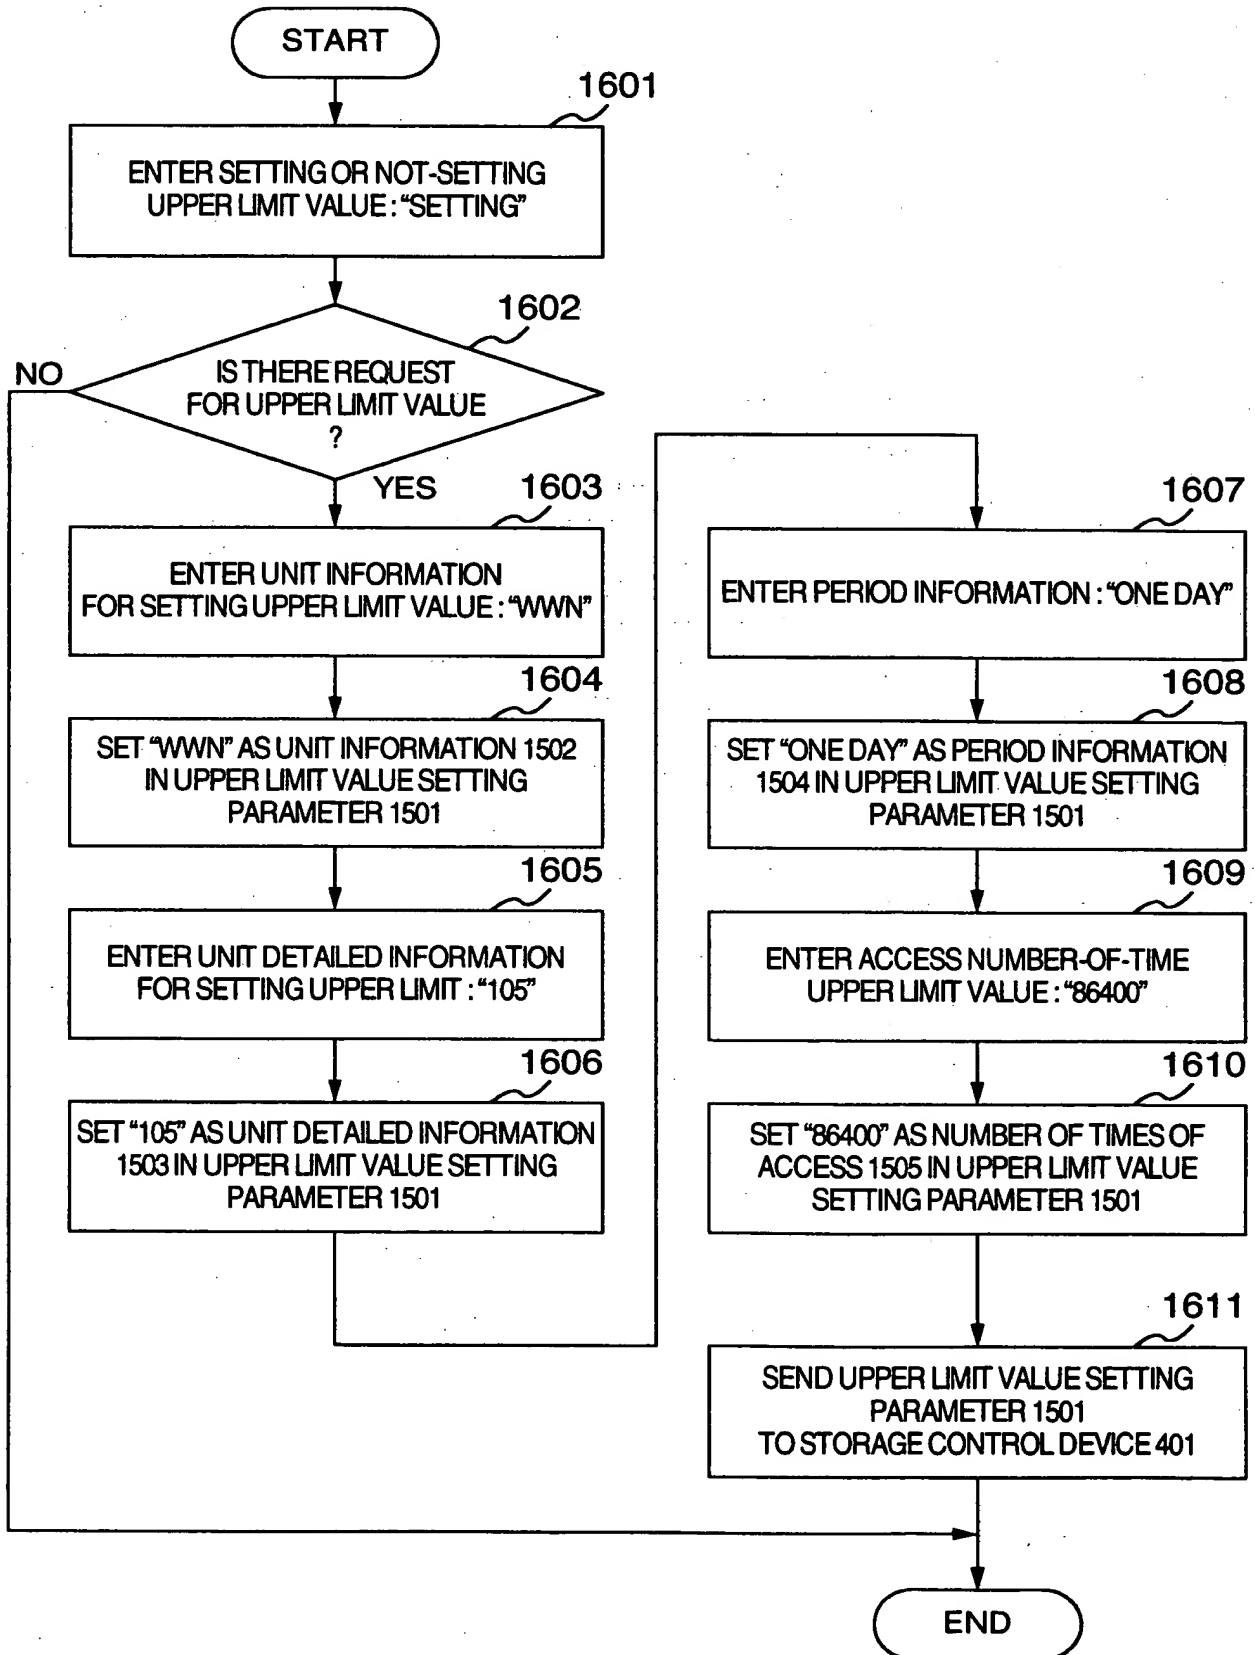 START
1601
ENTER SETTING OR NOT-SETTING
UPPER LIMIT VALUE : "SETTING"
1602
NO
IS THERE REQUEST
FOR UPPER LIMIT VALUE
?
YES
1603
ENTER UNIT INFORMATION
FOR SETTING UPPER LIMIT VALUE : "WWN"
1604
SET "WWN" AS UNIT INFORMATION 1502
IN UPPER LIMIT VALUE SETTING
PARAMETER 1501
1605
ENTER UNIT DETAILED INFORMATION
FOR SETTING UPPER LIMIT : "105"
1606
SET "105" AS UNIT DETAILED INFORMATION
1503 IN UPPER LIMIT VALUE SETTING
PARAMETER 1501
1607
ENTER PERIOD INFORMATION : "ONE DAY"
1608
SET "ONE DAY" AS PERIOD INFORMATION
1504 IN UPPER LIMIT VALUE SETTING
PARAMETER 1501
1609
ENTER ACCESS NUMBER-OF-TIME
UPPER LIMIT VALUE : "86400"
1610
SET "86400" AS NUMBER OF TIMES OF
ACCESS 1505 IN UPPER LIMIT VALUE
SETTING PARAMETER 1501
1611
SEND UPPER LIMIT VALUE SETTING
PARAMETER 1501
TO STORAGE CONTROL DEVICE 401
END